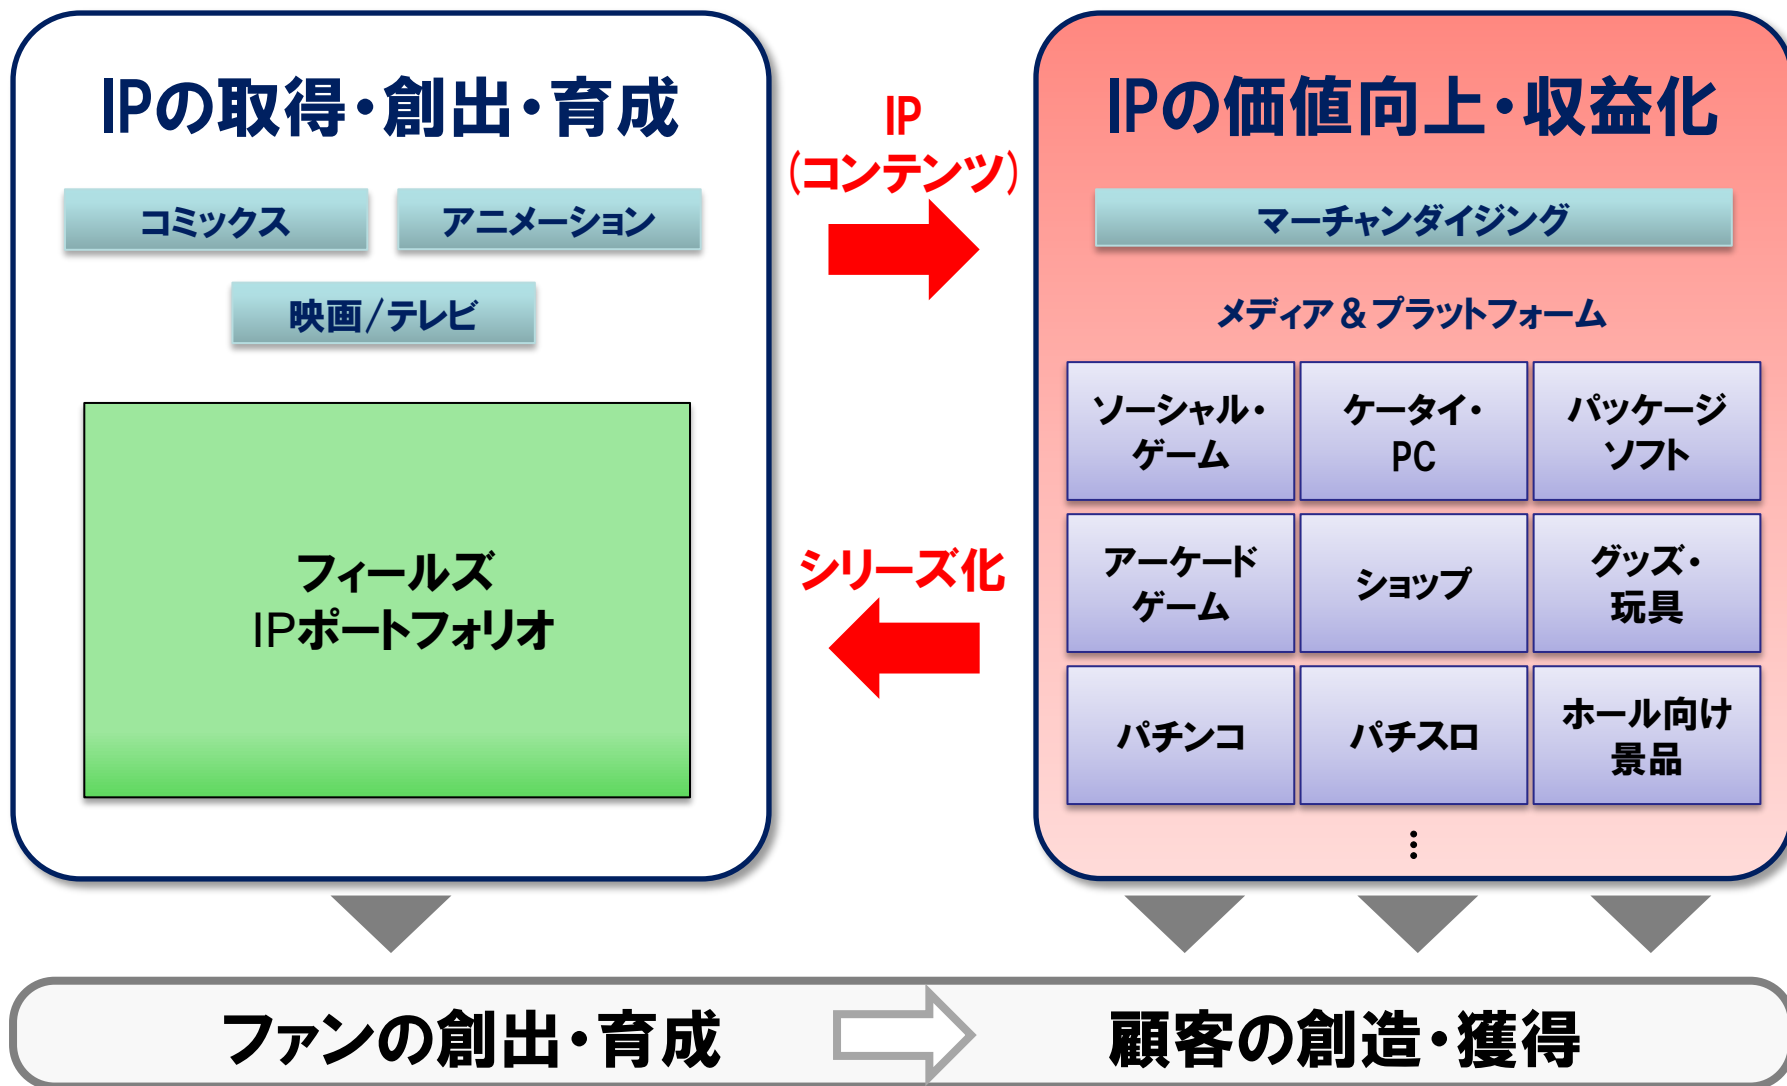 IPの取得・創出・育成
コミックス
アニメーション
映画/テレビ
フィールズ
IPポートフォリオ
IP
(コンテンツ)
シリーズ化
IPの価値向上・収益化
マーチャンダイジング
メディア＆プラットフォーム
ソーシャル・
ゲーム
ケータイ・
PC
パッケージ
ソフト
アーケード
ゲーム
ショップ
グッズ・
玩具
パチンコ
パチスロ
ホール向け
景品
…
ファンの創出・育成
顧客の創造・獲得